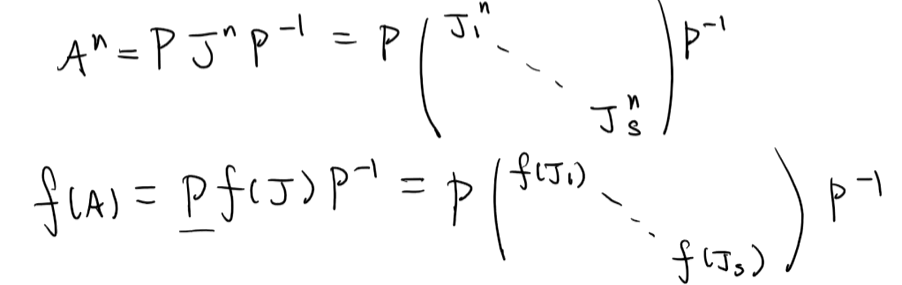 Aⁿ = P Jⁿ P⁻¹ = P ( J₁ⁿ ⋱ Jₛⁿ ) P⁻¹
f(A) = P f(J) P⁻¹ = P ( f(J₁) ⋱ f(Jₛ) ) P⁻¹